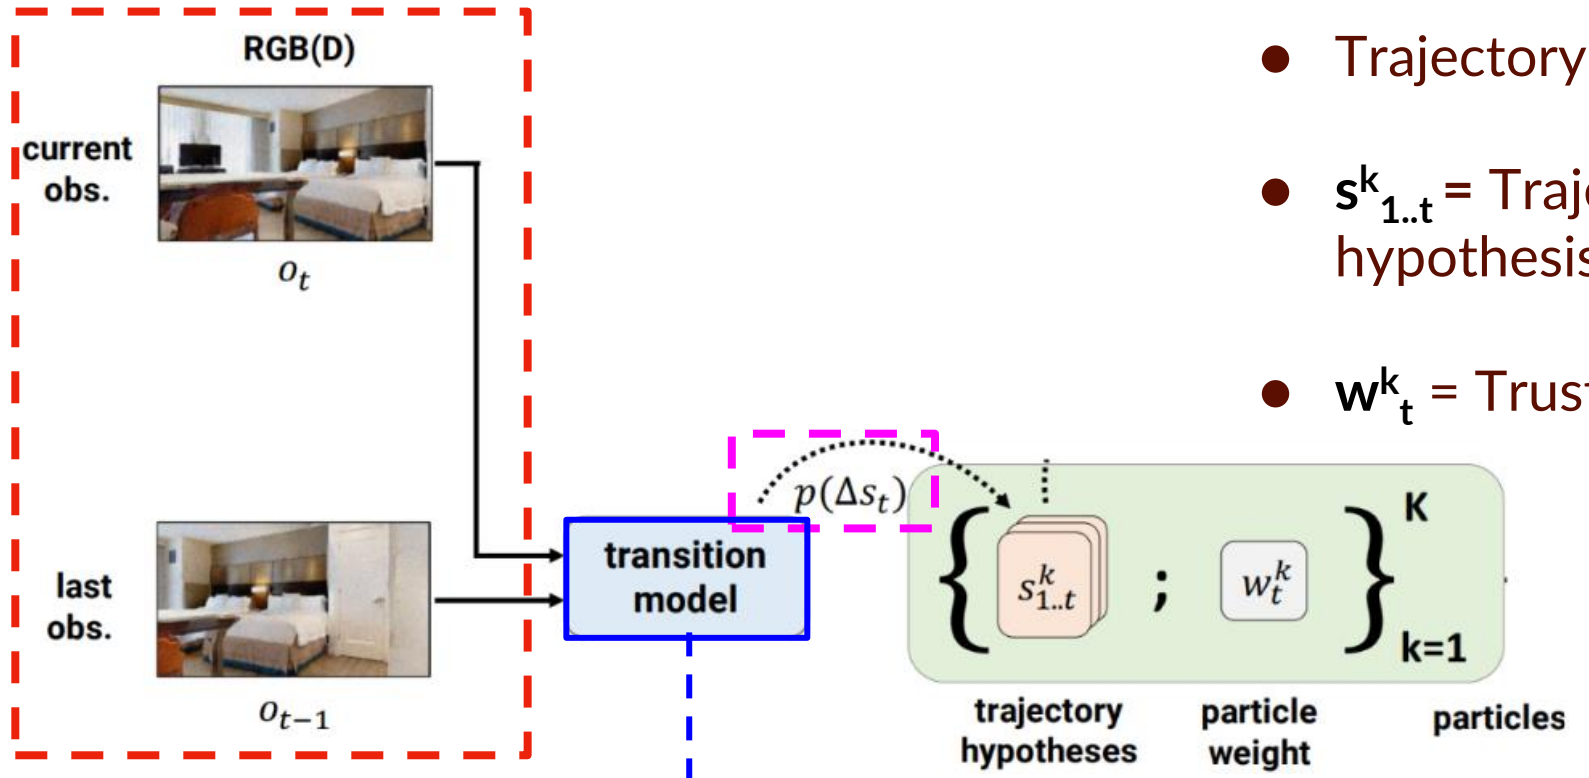 RGB(D)
current
obs.
o_t
last
obs.
o_{t-1}
transition
model
p(Δs_t)
{ s^k_{1..t} ; w^k_t }
K
k=1
trajectory
hypotheses
particle
weight
particles
● Trajectory
● s^k_{1..t} = Traj
hypothesis
● w^k_t = Trust